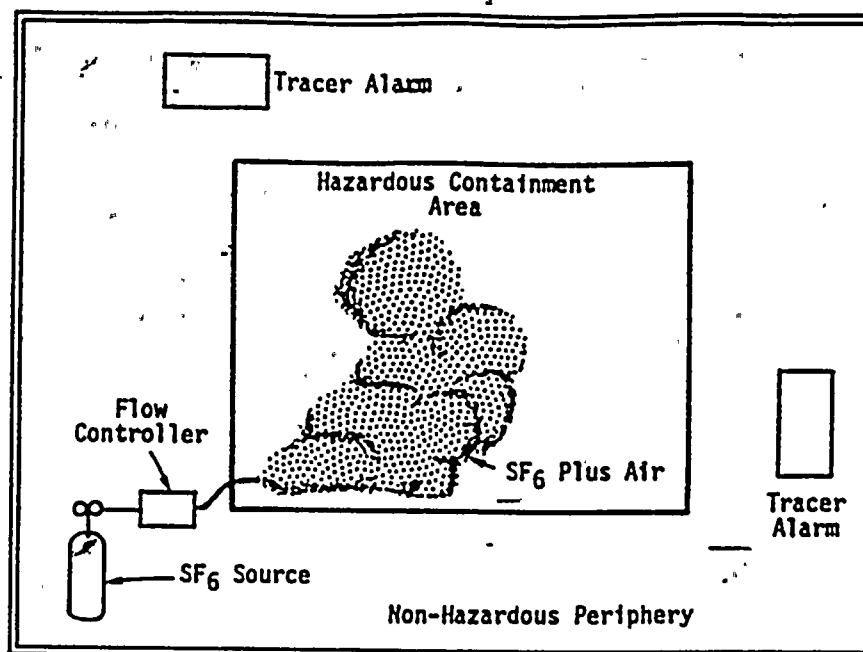 Tracer Alarm
Hazardous Containment
Area
Flow
Controller
SF6 Plus Air
Tracer
Alarm
SF6 Source
Non-Hazardous Periphery